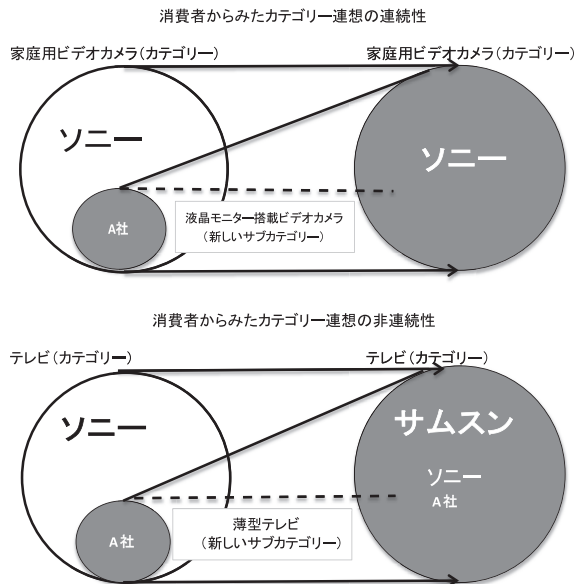 消費者からみたカテゴリー連想の連続性
家庭用ビデオカメラ(カテゴリー)
家庭用ビデオカメラ(カテゴリー)
ソニー
ソニー
A社
液晶モニター搭載ビデオカメラ
(新しいサブカテゴリー)
消費者からみたカテゴリー連想の非連続性
テレビ(カテゴリー)
テレビ(カテゴリー)
ソニー
サムスン
ソニー
A社
A社
薄型テレビ
(新しいサブカテゴリー)